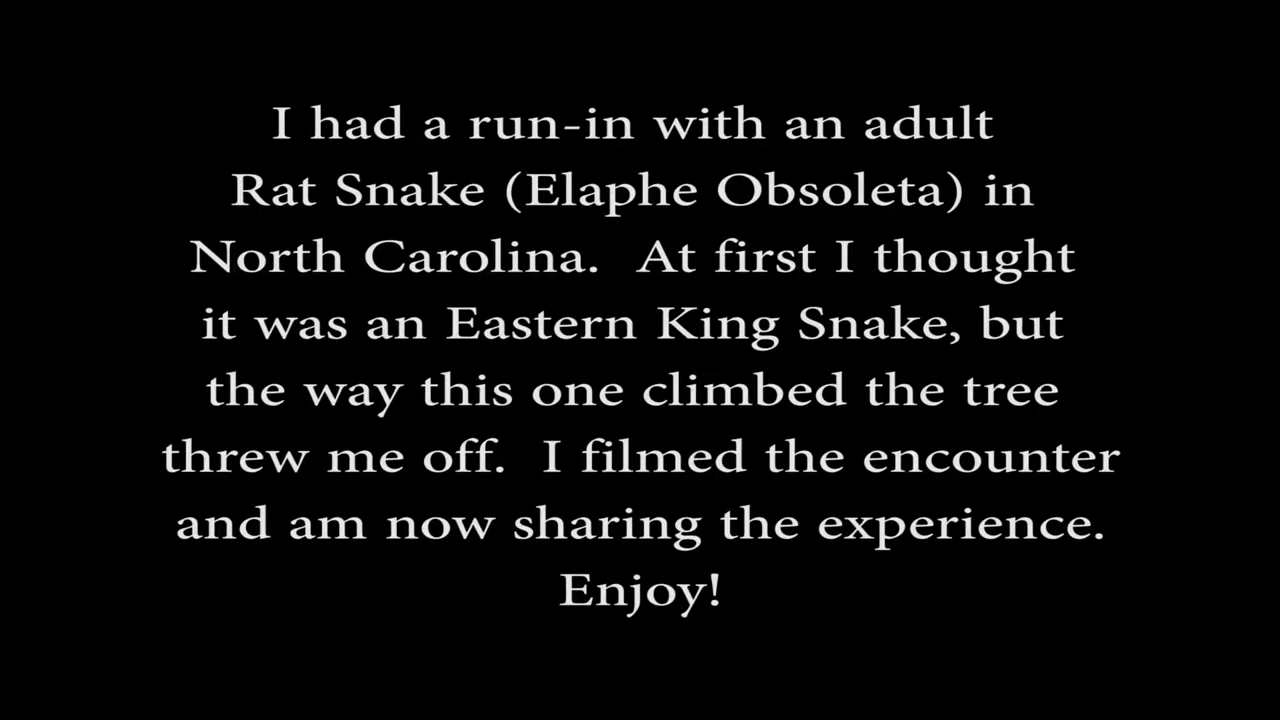 I had a run-in with an adult
Rat Snake (Elaphe Obsoleta) in
North Carolina.  At first I thought
it was an Eastern King Snake, but
the way this one climbed the tree
threw me off.  I filmed the encounter
and am now sharing the experience.
Enjoy!